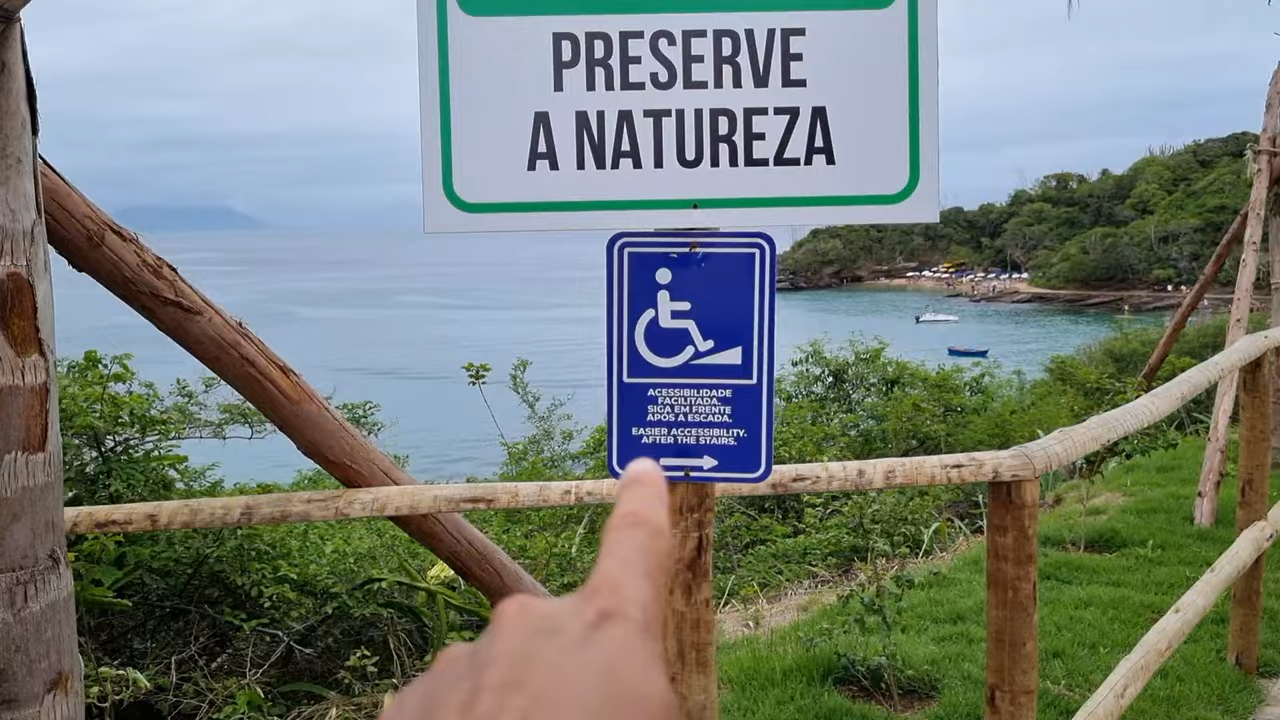 PRESERVE
A NATUREZA
ACESSIBILIDADE
FACILITADA.
SIGA EM FRENTE
APÓS A ESCADA.
EASIER ACCESSIBILITY.
AFTER THE STAIRS.